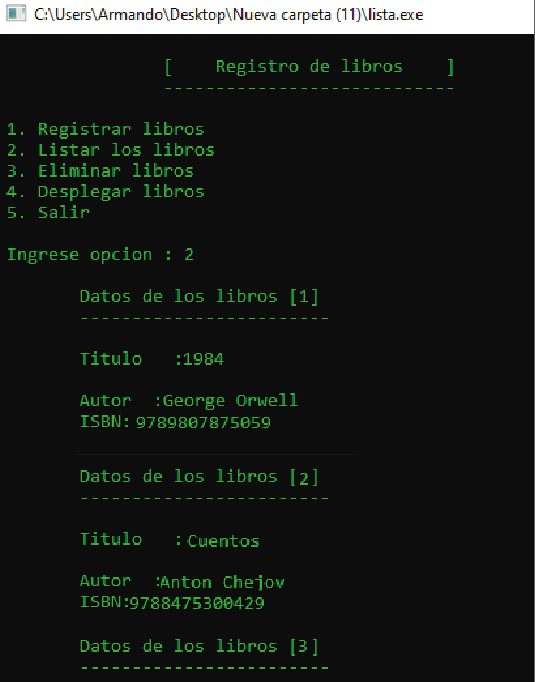 C:\Users\Armando\Desktop\Nueva carpeta (11)\lista.exe
[    Registro de libros    ]
----------------------------
1. Registrar libros
2. Listar los libros
3. Eliminar libros
4. Desplegar libros
5. Salir
Ingrese opcion : 2
Datos de los libros [1]
------------------------
Titulo   :1984
Autor  :George Orwell
ISBN: 9789807875059
Datos de los libros [2]
------------------------
Titulo   : Cuentos
Autor  :Anton Chejov
ISBN:9788475300429
Datos de los libros [3]
------------------------